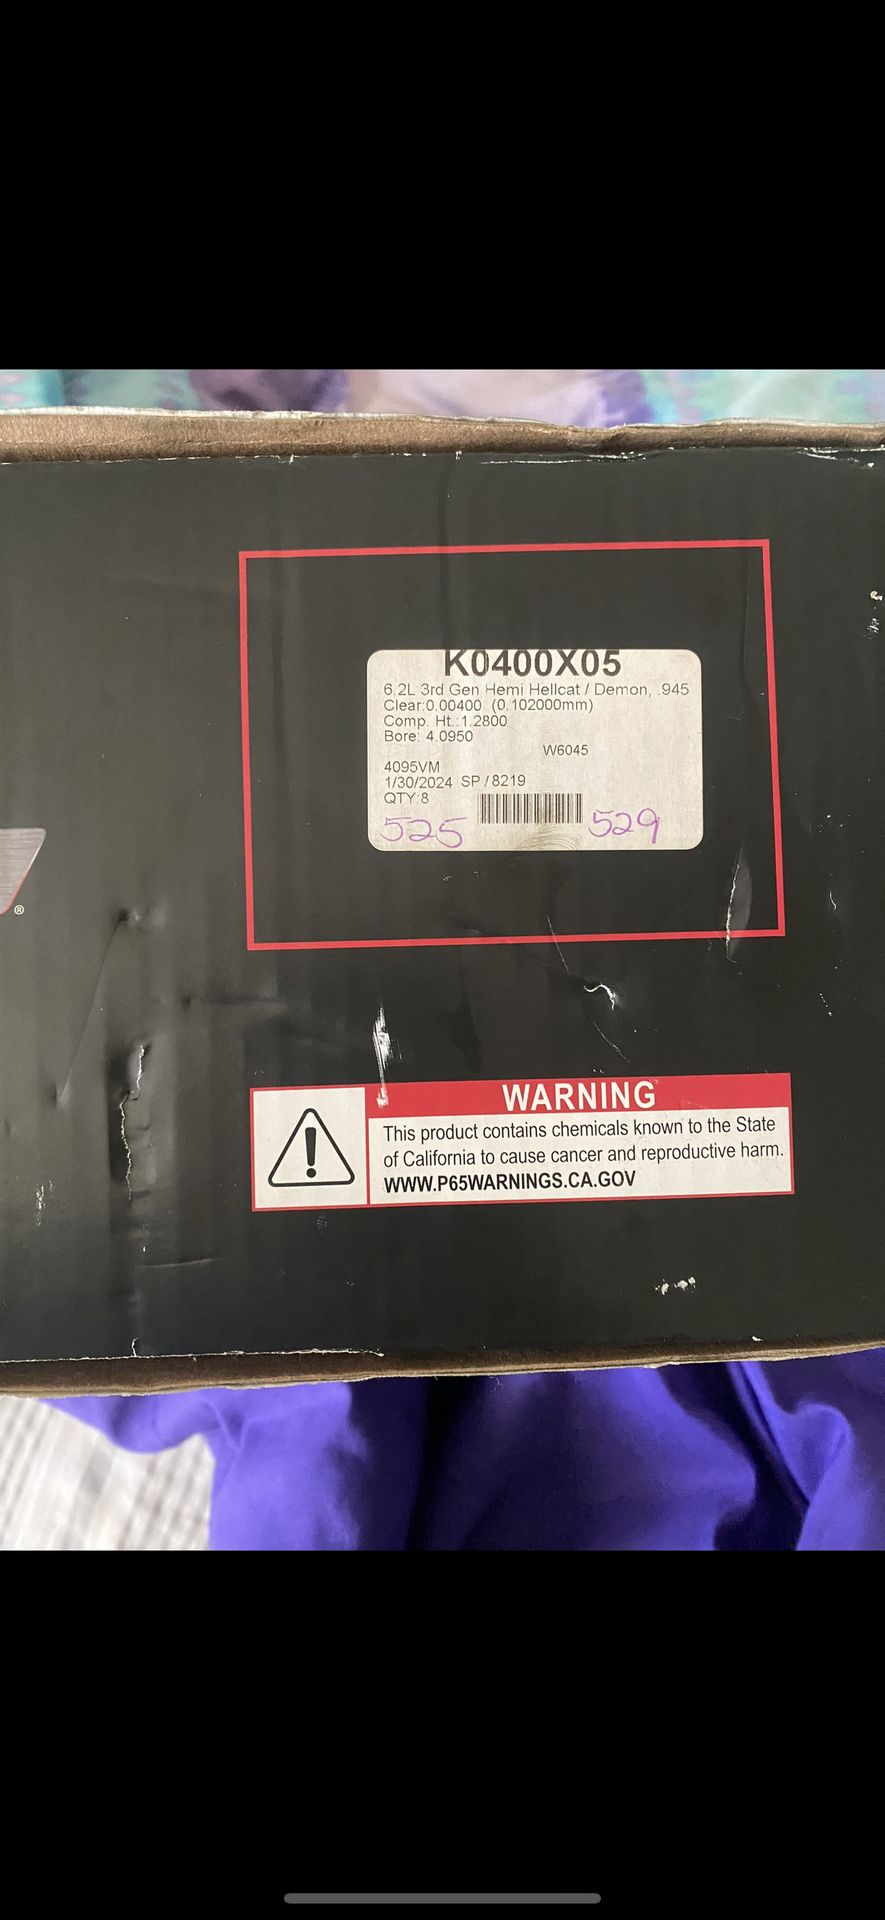 K0400X05
6.2L 3rd Gen Hemi Hellcat / Demon, .945
Clear:0.00400 (0.102000mm)
Comp. Ht.:1.2800
Bore: 4.0950
W6045
4095VM
1/30/2024 SP / 8219
QTY:8
525 529
®
WARNING
This product contains chemicals known to the State
of California to cause cancer and reproductive harm.
WWW.P65WARNINGS.CA.GOV